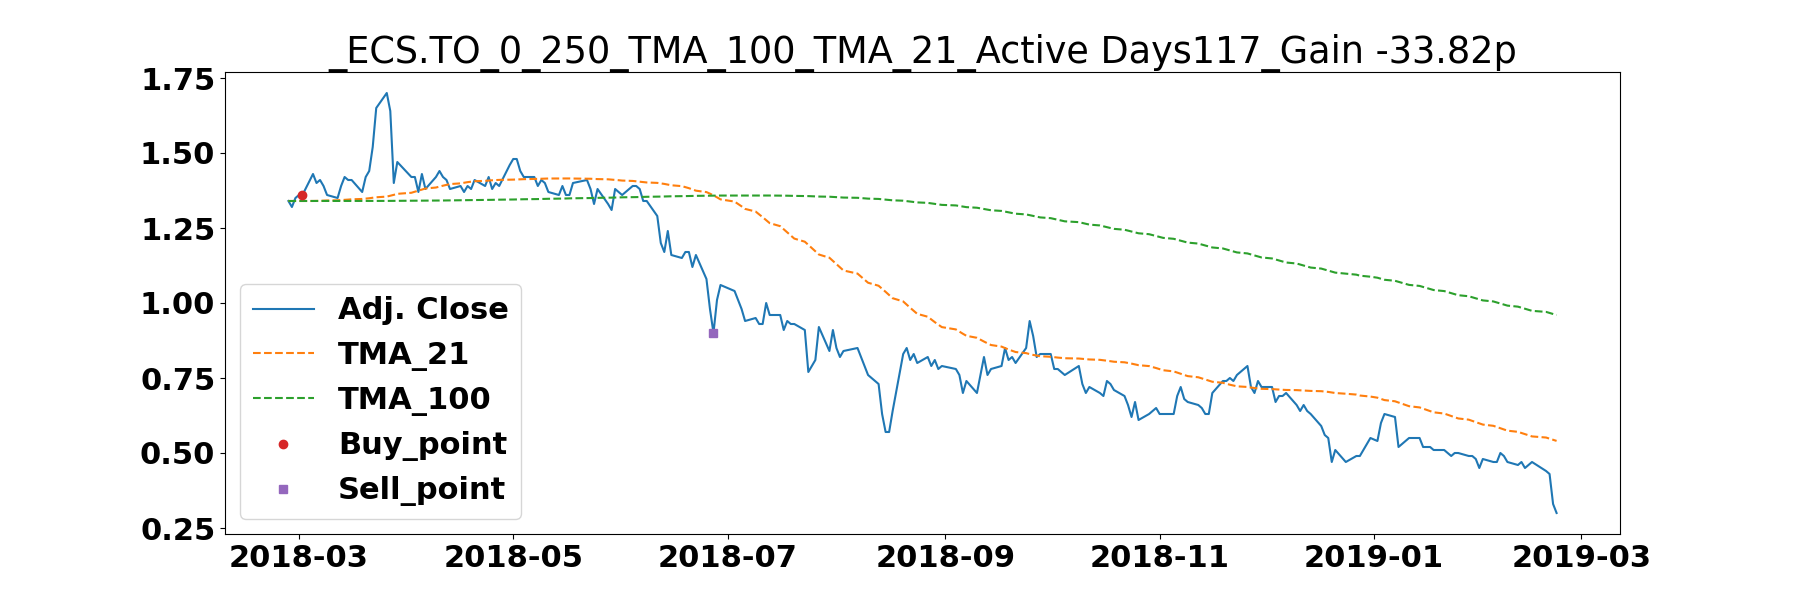 _ECS.TO_0_250_TMA_100_TMA_21_Active Days117_Gain -33.82p
1.75
1.50
1.25
1.00
0.75
0.50
0.25
Adj. Close
TMA_21
TMA_100
Buy_point
Sell_point
2018-03 2018-05 2018-07 2018-09 2018-11 2019-01 2019-03